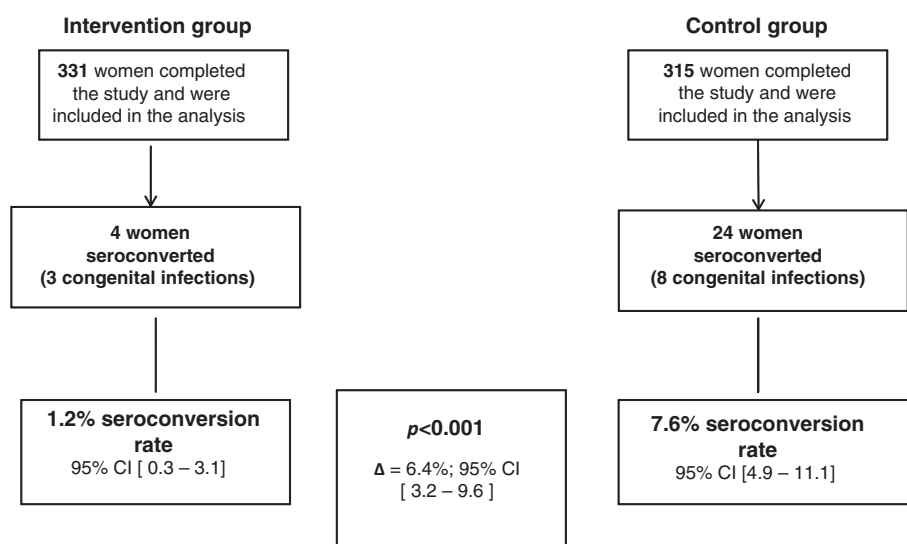 Intervention group
331 women completed
the study and were
included in the analysis
4 women
seroconverted
(3 congenital infections)
1.2% seroconversion
rate
95% CI [ 0.3 – 3.1]
p<0.001
Δ = 6.4%; 95% CI
[ 3.2 – 9.6 ]
Control group
315 women completed
the study and were
included in the analysis
24 women
seroconverted
(8 congenital infections)
7.6% seroconversion
rate
95% CI [4.9 – 11.1]